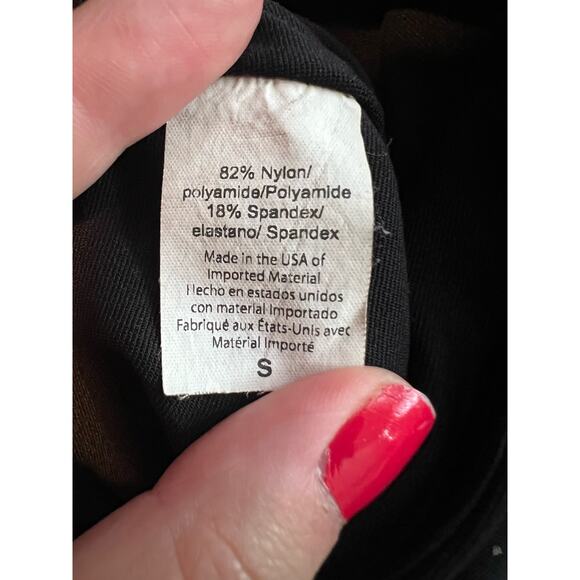 82% Nylon/
polyamide/Polyamide
18% Spandex/
elastano/ Spandex
Made in the USA of
Imported Material
Hecho en estados unidos
con material Importado
Fabriqué aux États-Unis avec
Matérial Importé
S